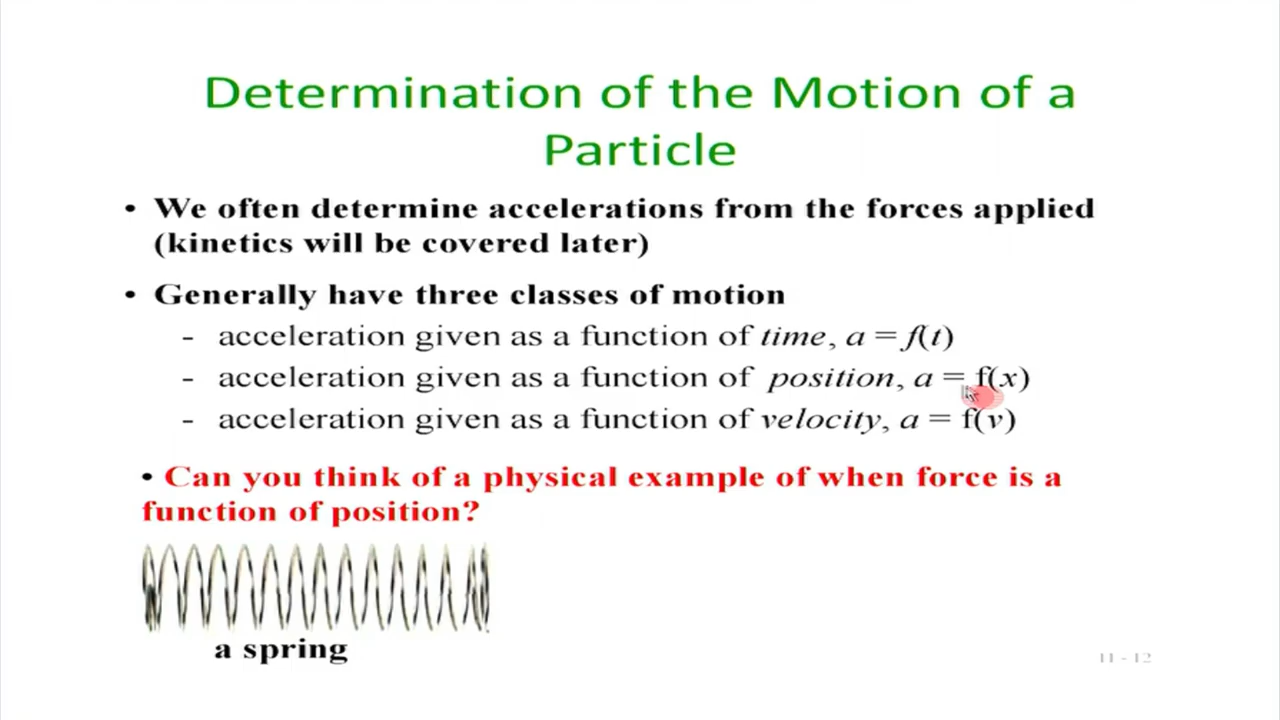 Determination of the Motion of a
Particle
• We often determine accelerations from the forces applied
(kinetics will be covered later)
• Generally have three classes of motion
- acceleration given as a function of time, a = f(t)
- acceleration given as a function of position, a = f(x)
- acceleration given as a function of velocity, a = f(v)
• Can you think of a physical example of when force is a
function of position?
a spring
11 - 12